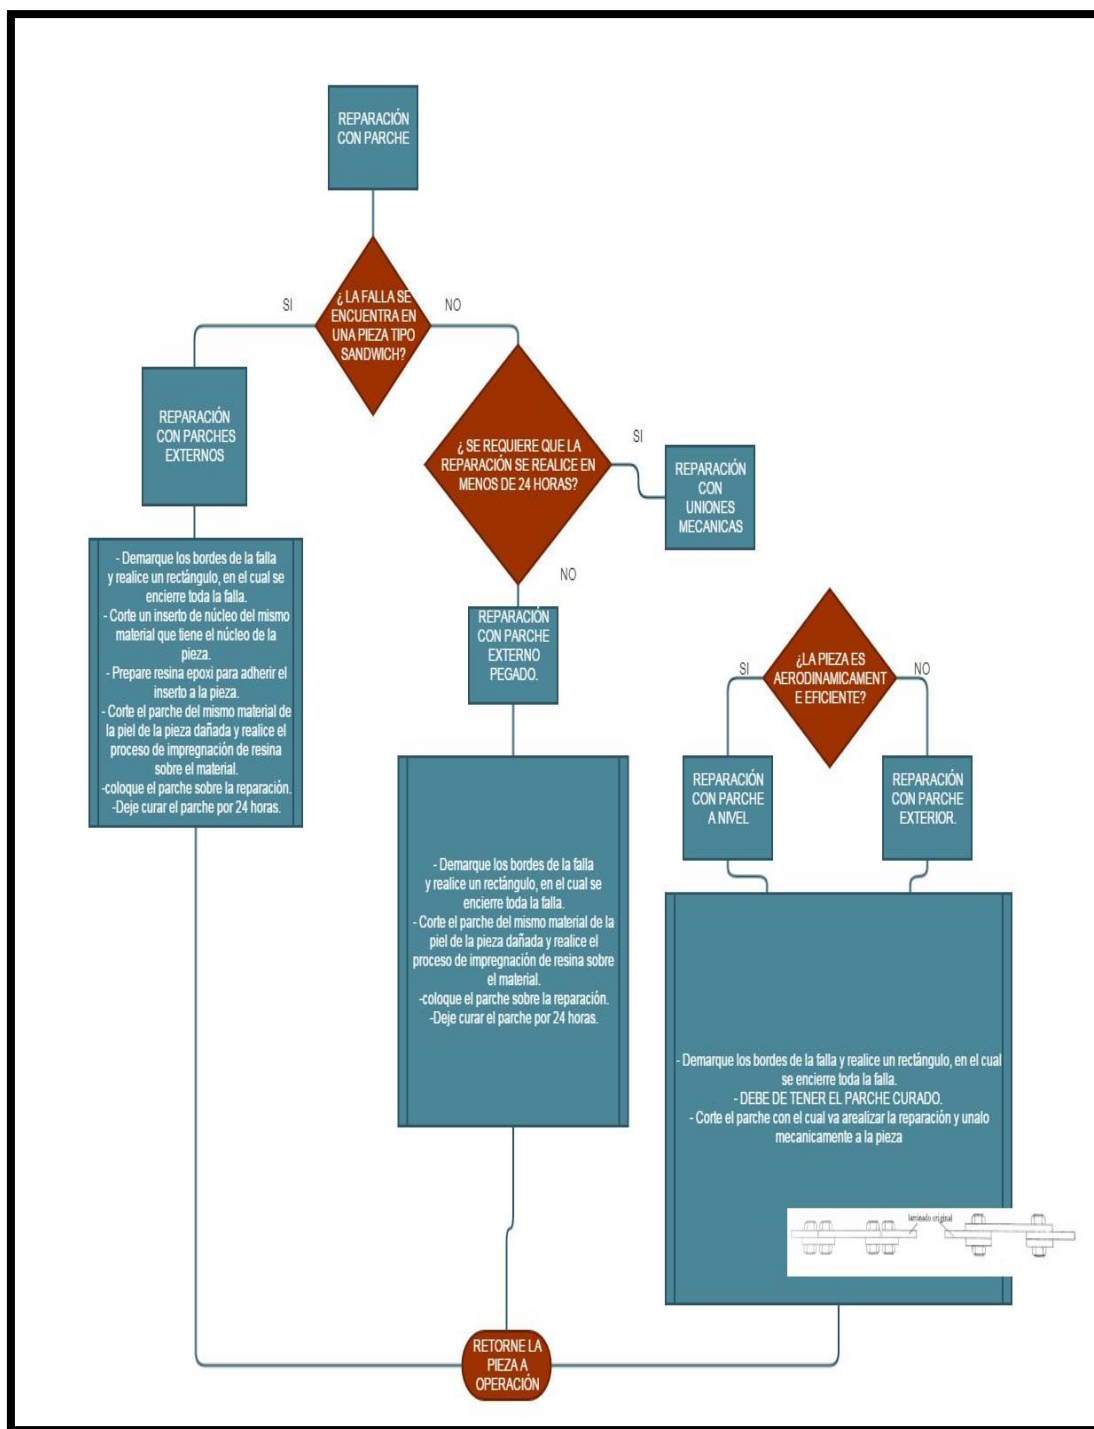 REPARACIÓN
CON PARCHE
¿ LA FALLA SE
ENCUENTRA EN
UNA PIEZA TIPO
SANDWICH?
SI
NO
REPARACIÓN
CON PARCHES
EXTERNOS
- Demarque los bordes de la falla
y realice un rectángulo, en el cual se
encierre toda la falla.
- Corte un inserto de núcleo del mismo
material que tiene el núcleo de la
pieza.
- Prepare resina epoxi para adherir el
inserto a la pieza.
- Corte el parche del mismo material de
la piel de la pieza dañada y realice el
proceso de impregnación de resina
sobre el material.
-coloque el parche sobre la reparación.
-Deje curar el parche por 24 horas.
¿ SE REQUIERE QUE LA
REPARACIÓN SE REALICE EN
MENOS DE 24 HORAS?
SI
REPARACIÓN
CON
UNIONES
MECANICAS
NO
REPARACIÓN
CON PARCHE
EXTERNO
PEGADO.
- Demarque los bordes de la falla
y realice un rectángulo, en el cual se
encierre toda la falla.
- Corte el parche del mismo material de la
piel de la pieza dañada y realice el
proceso de impregnación de resina sobre
el material.
-coloque el parche sobre la reparación.
-Deje curar el parche por 24 horas.
¿LA PIEZA ES
AERODINAMICAMENT
E EFICIENTE?
SI
NO
REPARACIÓN
CON PARCHE
A NIVEL
REPARACIÓN
CON PARCHE
EXTERIOR.
- Demarque los bordes de la falla y realice un rectángulo, en el cual
se encierre toda la falla.
- DEBE DE TENER EL PARCHE CURADO.
- Corte el parche con el cual va arealizar la reparación y unalo
mecanicamente a la pieza
laminado original
RETORNE LA
PIEZA A
OPERACIÓN